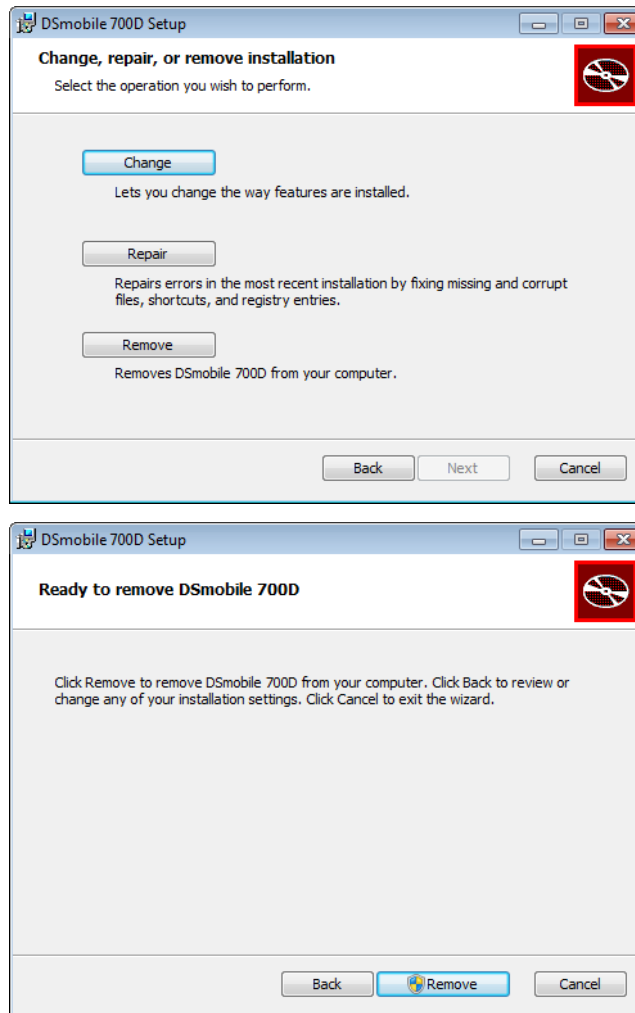 DSmobile 700D Setup
Change, repair, or remove installation
Select the operation you wish to perform.
Change
Lets you change the way features are installed.
Repair
Repairs errors in the most recent installation by fixing missing and corrupt
files, shortcuts, and registry entries.
Remove
Removes DSmobile 700D from your computer.
Back
Next
Cancel
DSmobile 700D Setup
Ready to remove DSmobile 700D
Click Remove to remove DSmobile 700D from your computer. Click Back to review or
change any of your installation settings. Click Cancel to exit the wizard.
Back
Remove
Cancel